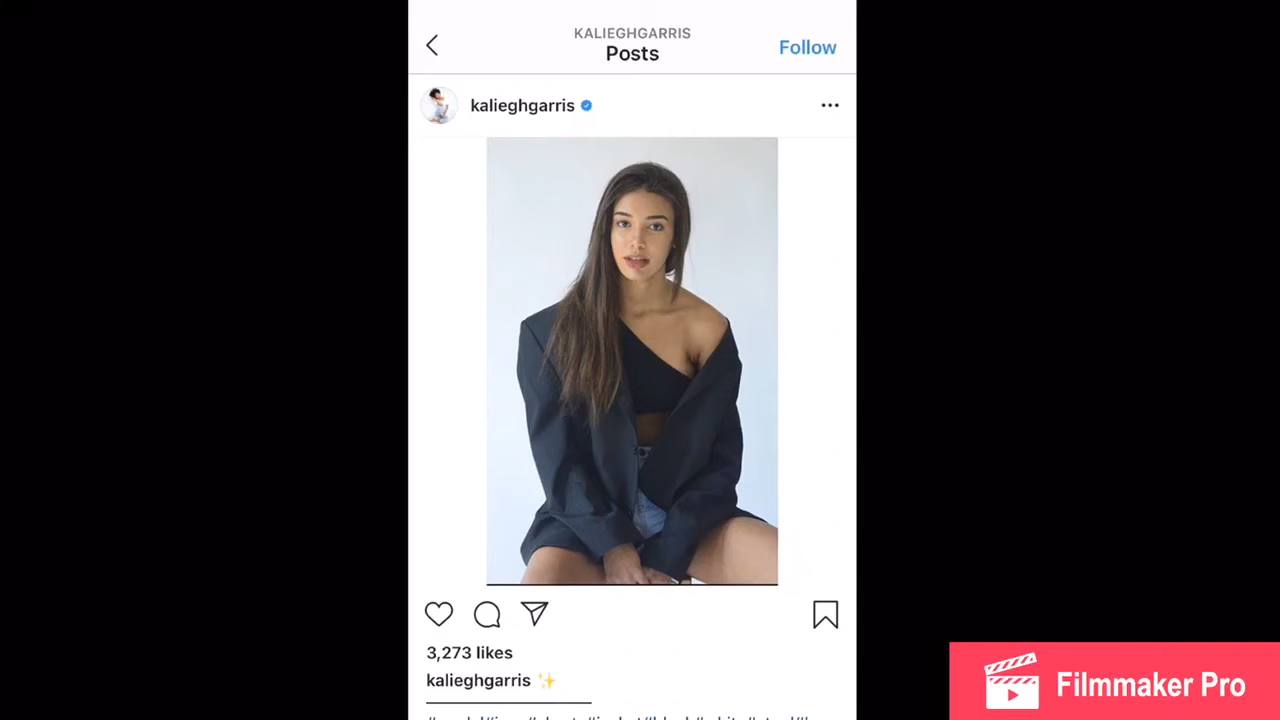 KALIEGHGARRIS
Posts
Follow
kalieghgarris
3,273 likes
kalieghgarris ✨
Filmmaker Pro